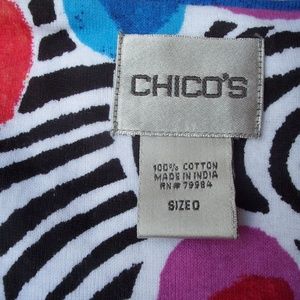 CHICO'S
100% COTTON
MADE IN INDIA
RN# 79984
SIZE 0